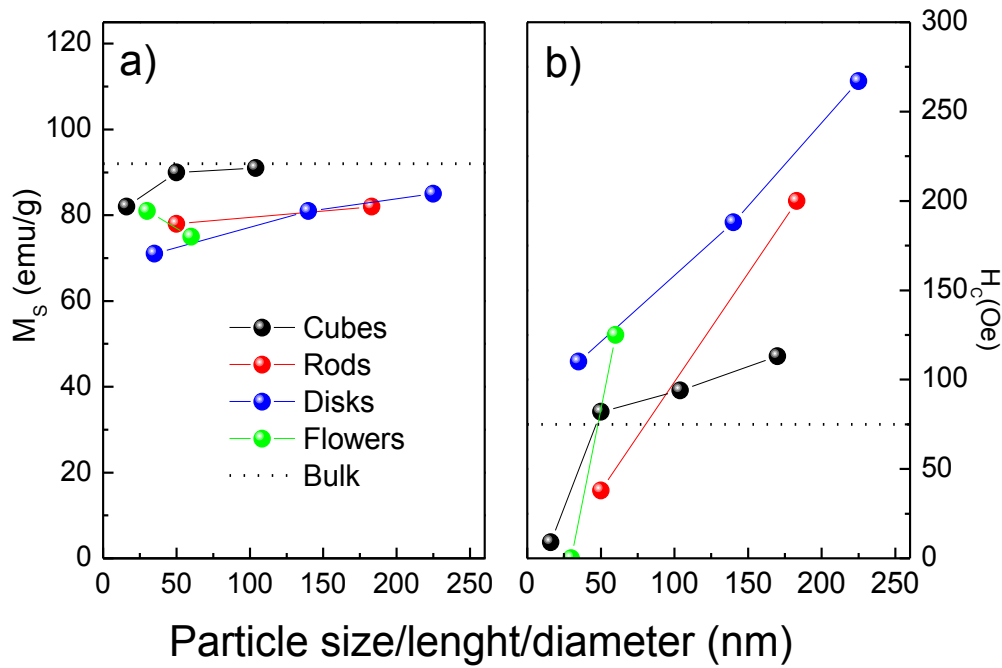 a)
120
100
80
60
40
20
0
M_S (emu/g)
Cubes
Rods
Disks
Flowers
Bulk
0 50 100 150 200 250
b)
300
250
200
150
100
50
0
H_C(Oe)
0 50 100 150 200 250
Particle size/lenght/diameter (nm)